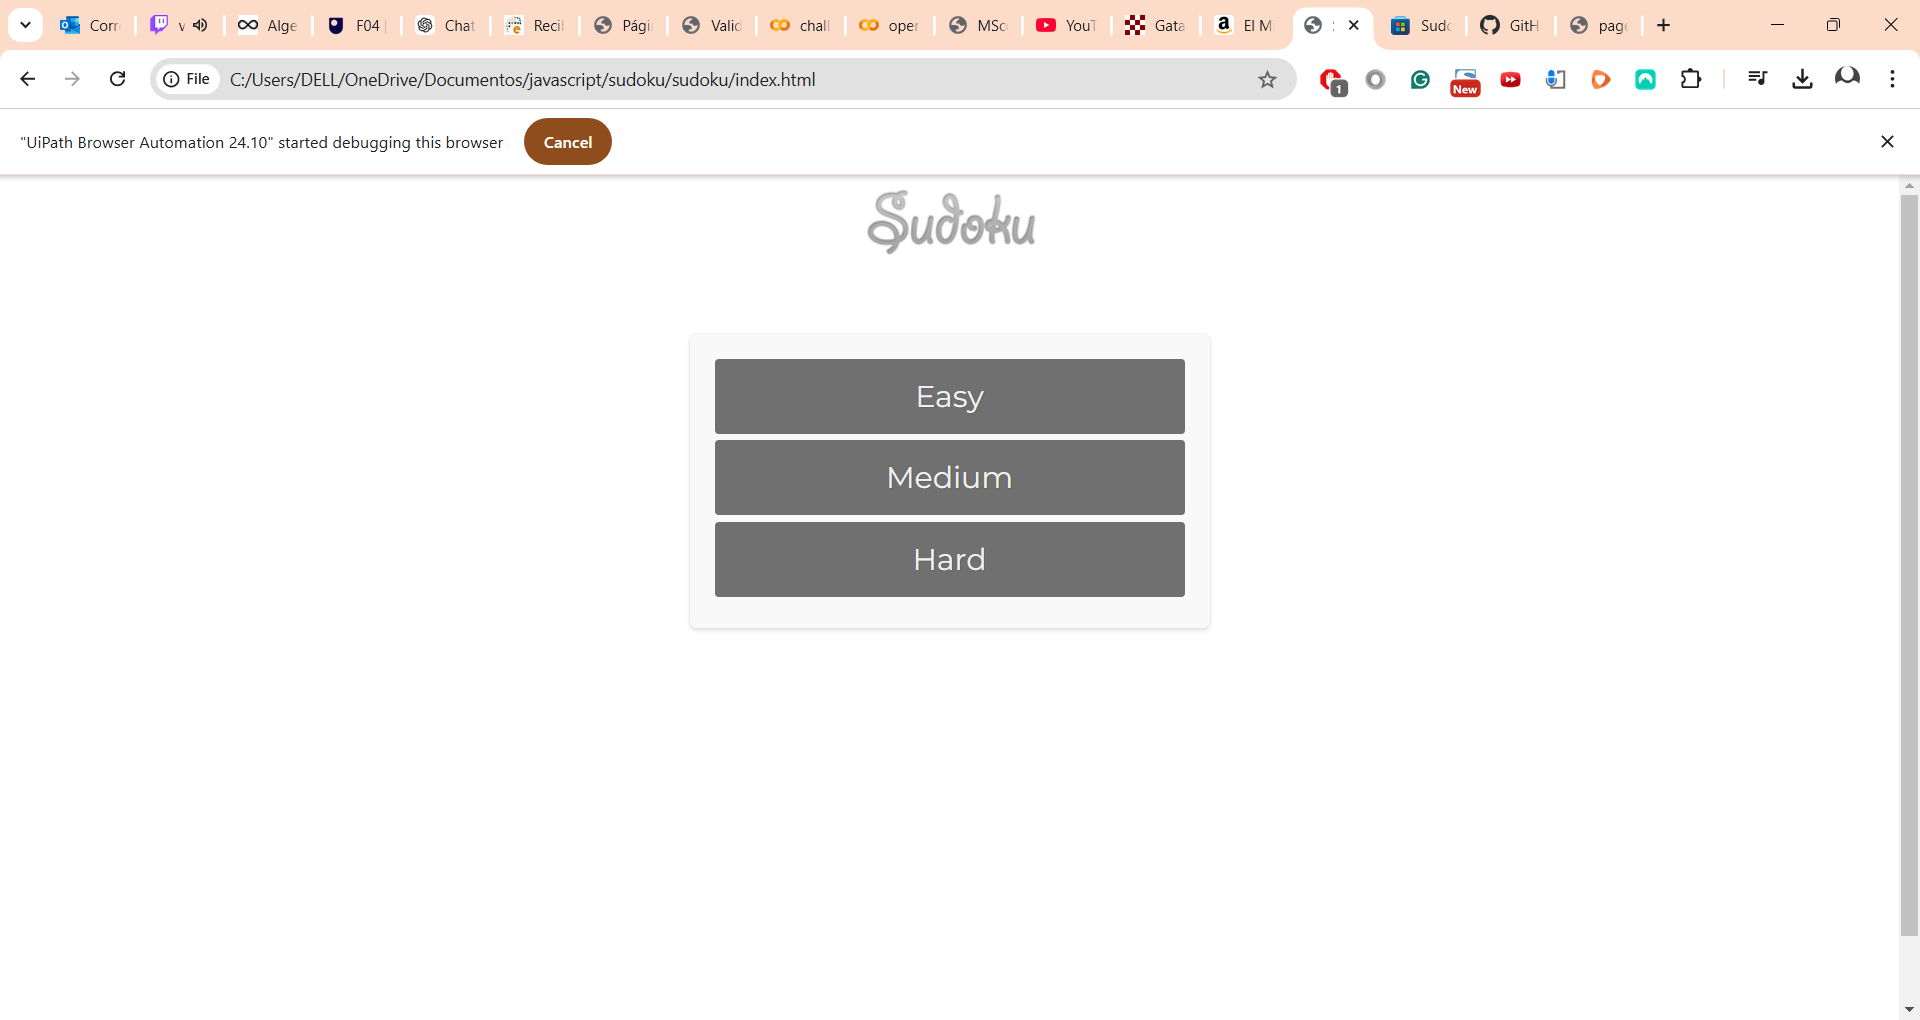 Corr
v
Alge
F04 |
Chat
Recib
Pági
Valid
chall
oper
MSc
YouT
Gata
El M
Sudo
GitH
page
File
C:/Users/DELL/OneDrive/Documentos/javascript/sudoku/sudoku/index.html
1
New
"UiPath Browser Automation 24.10" started debugging this browser
Cancel
Sudoku
Easy
Medium
Hard